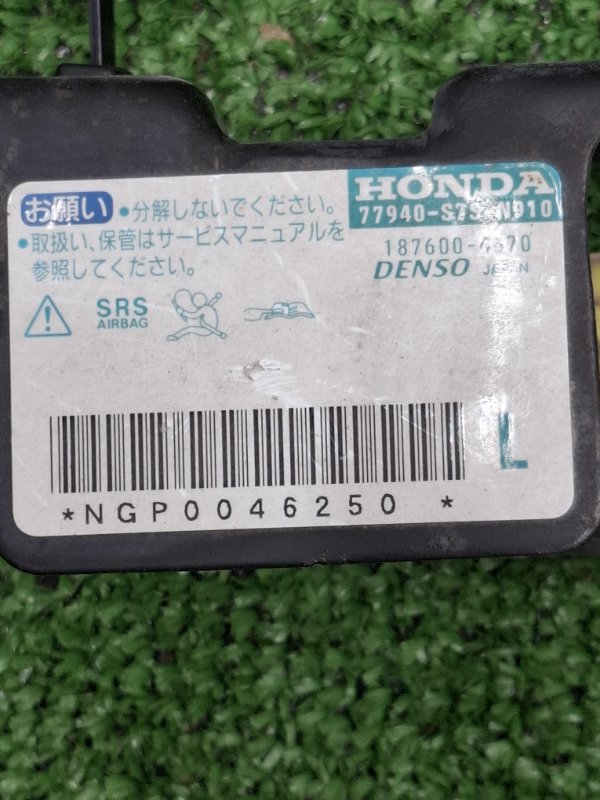 お願い
•分解しないでください。
•取扱い、保管はサービスマニュアルを
参照してください。
HONDA
DENSO JAPAN
SRS
AIRBAG
L
*NGP0046250 *